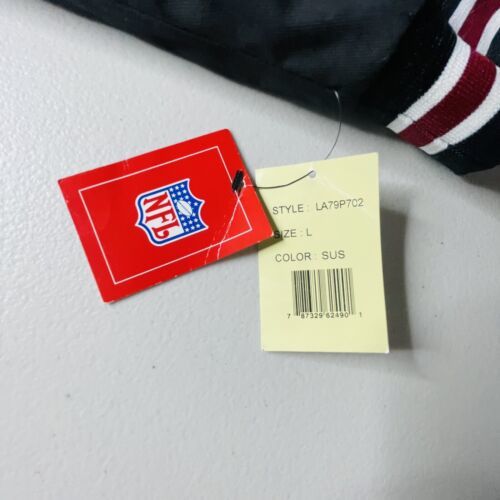 NFL
STYLE : LA79P702
SIZE : L
COLOR : SUS
7 87329 62490 1